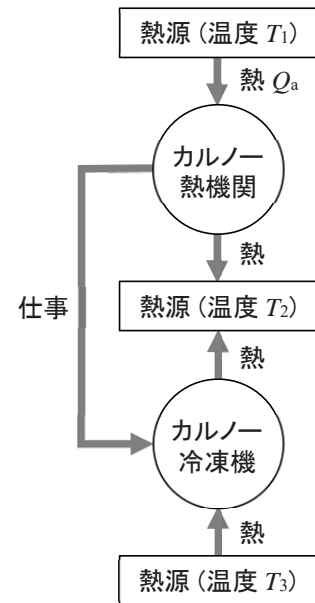 熱源（温度 T1）
熱 Qa
カルノー
熱機関
熱
仕事
熱源（温度 T2）
熱
カルノー
冷凍機
熱
熱源（温度 T3）